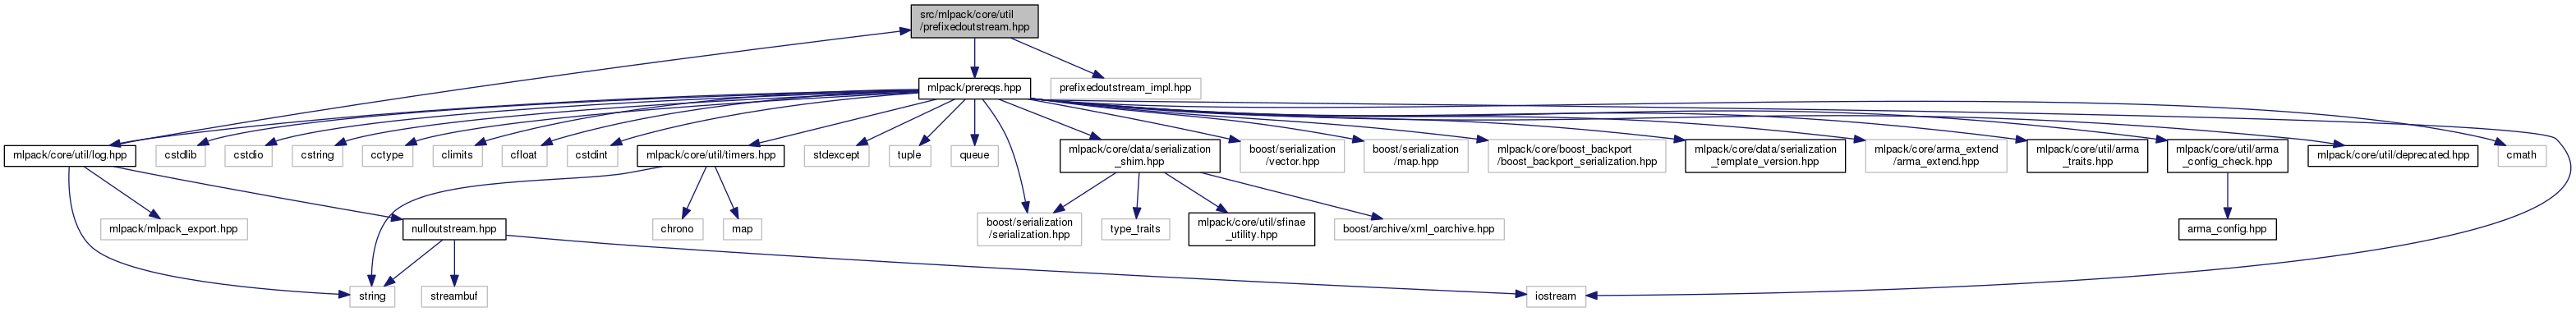 src/mlpack/core/util
/prefixedoutstream.hpp
mlpack/prereqs.hpp
prefixedoutstream_impl.hpp
mlpack/core/util/log.hpp
cstdlib
cstdio
cstring
cctype
climits
cfloat
cstdint
mlpack/core/util/timers.hpp
stdexcept
tuple
queue
mlpack/core/data/serialization
_shim.hpp
boost/serialization
/vector.hpp
boost/serialization
/map.hpp
mlpack/core/boost_backport
/boost_backport_serialization.hpp
mlpack/core/data/serialization
_template_version.hpp
mlpack/core/arma_extend
/arma_extend.hpp
mlpack/core/util/arma
_traits.hpp
mlpack/core/util/arma
_config_check.hpp
mlpack/core/util/deprecated.hpp
cmath
mlpack/mlpack_export.hpp
nulloutstream.hpp
chrono
map
boost/serialization
/serialization.hpp
type_traits
mlpack/core/util/sfinae
_utility.hpp
boost/archive/xml_oarchive.hpp
arma_config.hpp
string
streambuf
iostream